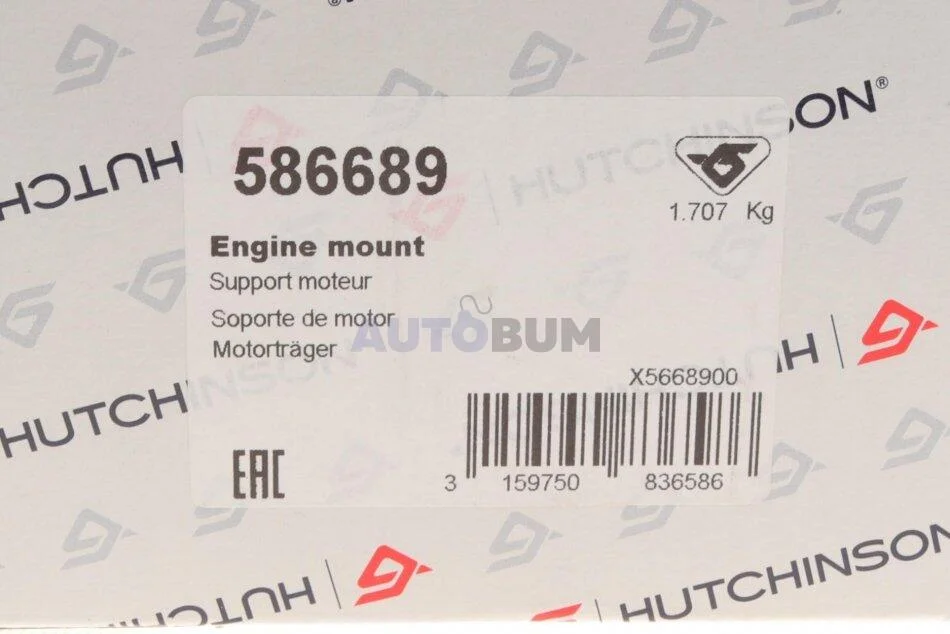 HUTCHINSON®
HUTCHINSON
586689
1.707 Kg
Engine mount
Support moteur
Soporte de motor
Motorträger
AUTOBUM
HUTCHINSON
X5668900
EAC
3 159750 836586
HUTCHINSON